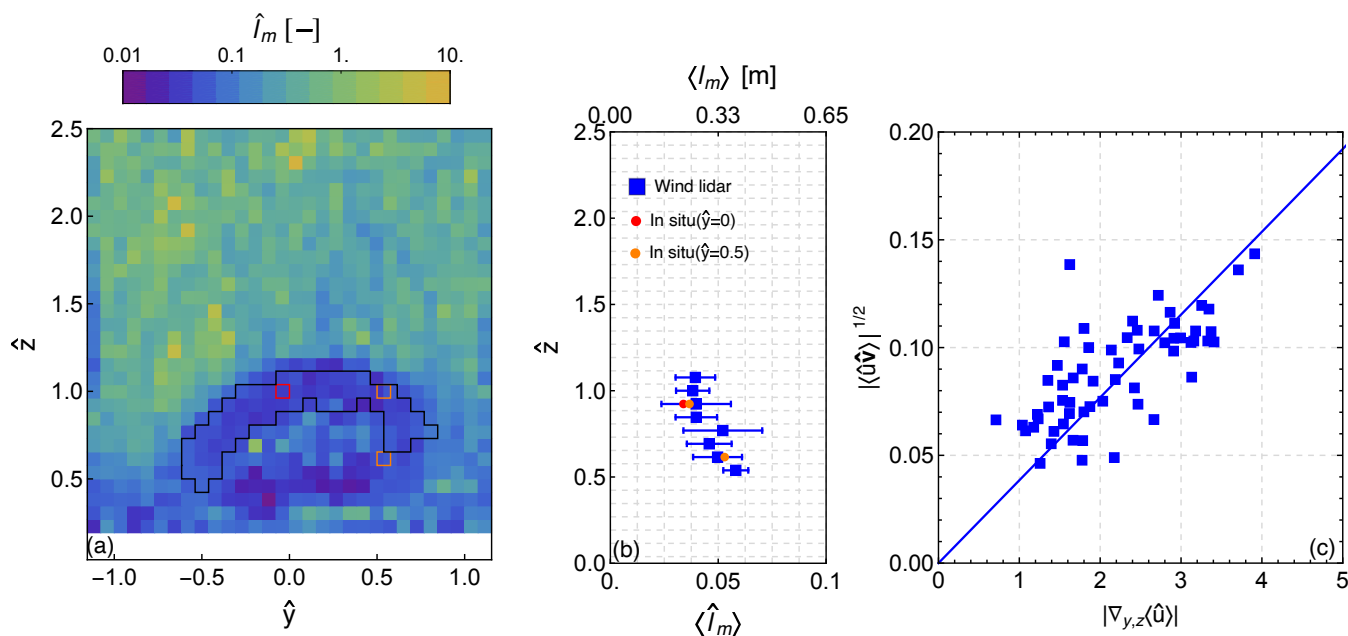 l̂ₘ [−]
0.01 0.1 1. 10.
2.5
2.0
1.5
1.0
0.5
ẑ
(a)
−1.0 −0.5 0.0 0.5 1.0
ŷ
⟨lₘ⟩ [m]
0.00 0.33 0.65
2.5
2.0
1.5
1.0
0.5
0.0
ẑ
Wind lidar
In situ(ŷ=0)
In situ(ŷ=0.5)
(b)
0. 0.05 0.1
⟨l̂ₘ⟩
0.20
0.15
0.10
0.05
0.00
|⟨ûv̂⟩|^1/2
(c)
0 1 2 3 4 5
|∇y,z⟨û⟩|